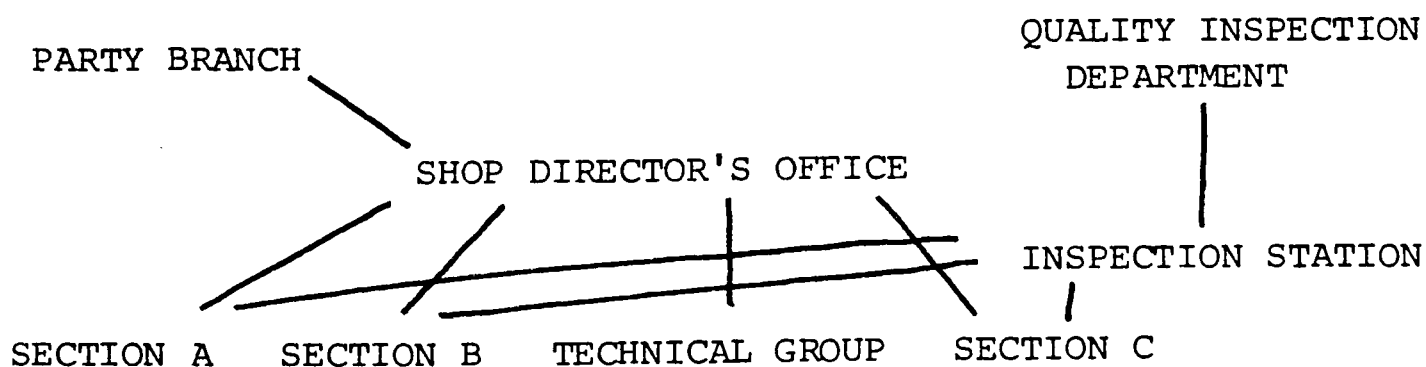 PARTY BRANCH
QUALITY INSPECTION
DEPARTMENT
SHOP DIRECTOR'S OFFICE
INSPECTION STATION
SECTION A
SECTION B
TECHNICAL GROUP
SECTION C